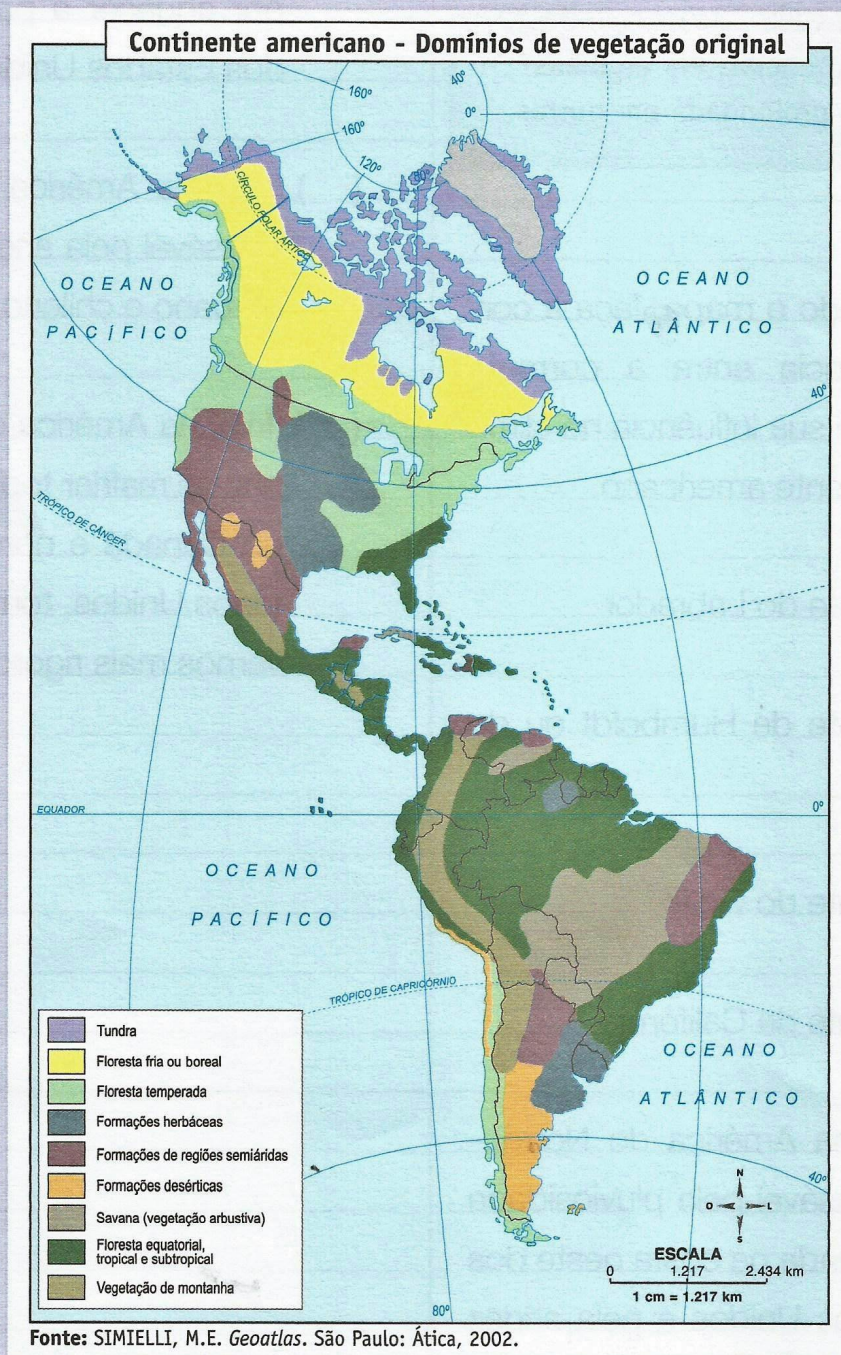 Continente americano - Domínios de vegetação original
160°
40°
0°
160°
120°
80°
CÍRCULO POLAR ÁRTICO
OCEANO
PACÍFICO
OCEANO
ATLÂNTICO
40°
TRÓPICO DE CÂNCER
EQUADOR
0°
OCEANO
PACÍFICO
TRÓPICO DE CAPRICÓRNIO
OCEANO
ATLÂNTICO
40°
80°
Tundra
Floresta fria ou boreal
Floresta temperada
Formações herbáceas
Formações de regiões semiáridas
Formações desérticas
Savana (vegetação arbustiva)
Floresta equatorial,
tropical e subtropical
Vegetação de montanha
N
O L
S
ESCALA
0 1.217 2.434 km
1 cm = 1.217 km
Fonte: SIMIELLI, M.E. Geoatlas. São Paulo: Ática, 2002.